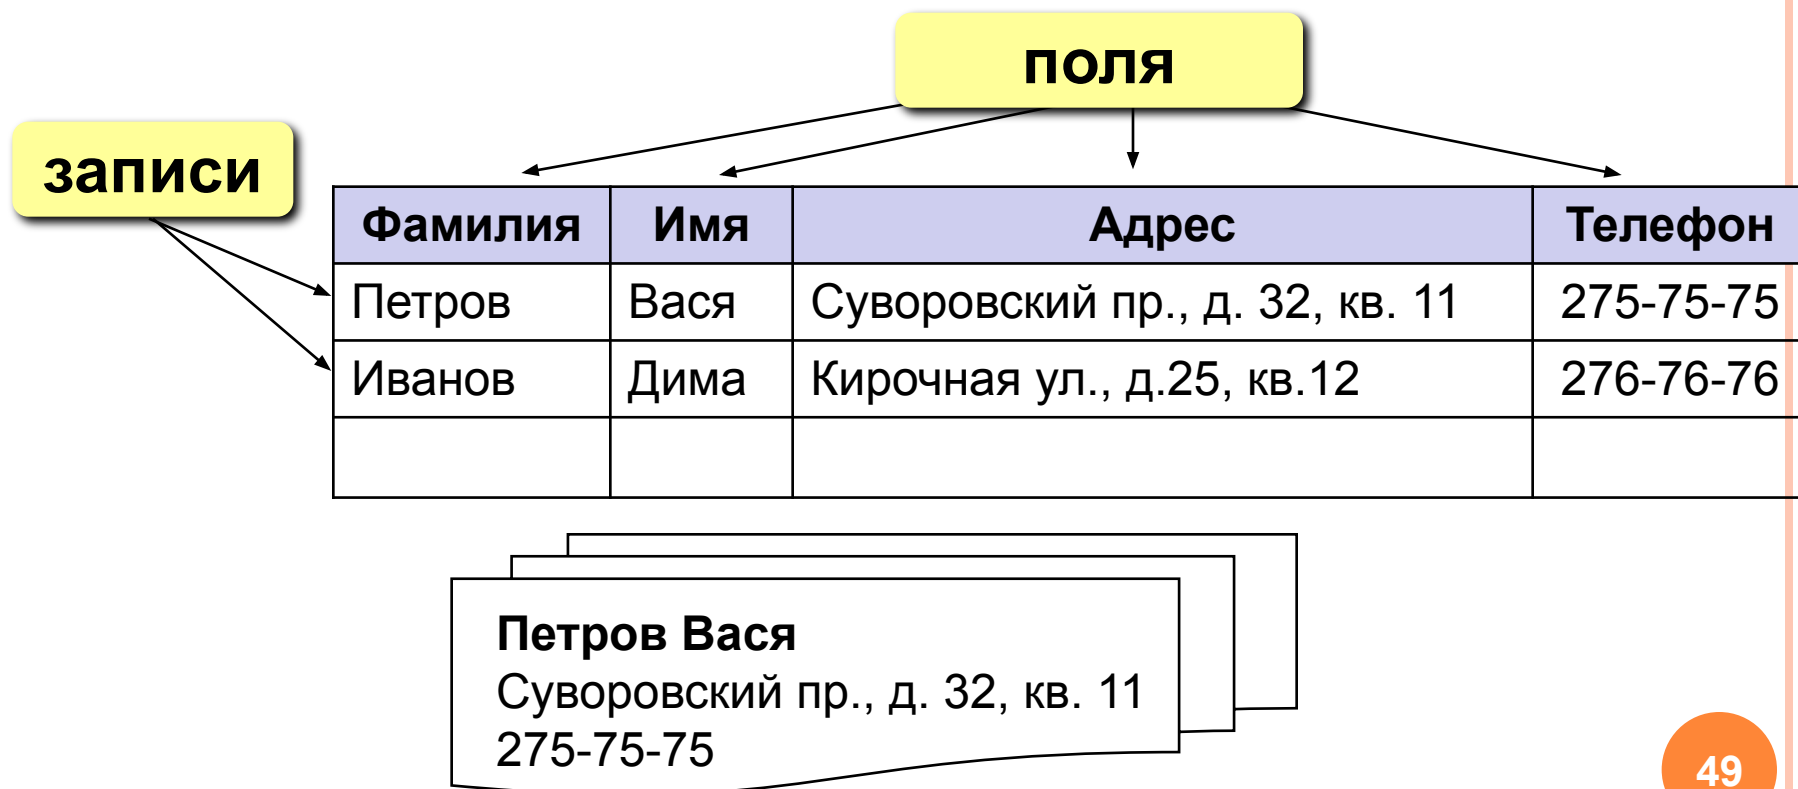 поля
записи
Фамилия Имя Адрес Телефон
Петров Вася Суворовский пр., д. 32, кв. 11 275-75-75
Иванов Дима Кирочная ул., д.25, кв.12 276-76-76
Петров Вася
Суворовский пр., д. 32, кв. 11
275-75-75
49